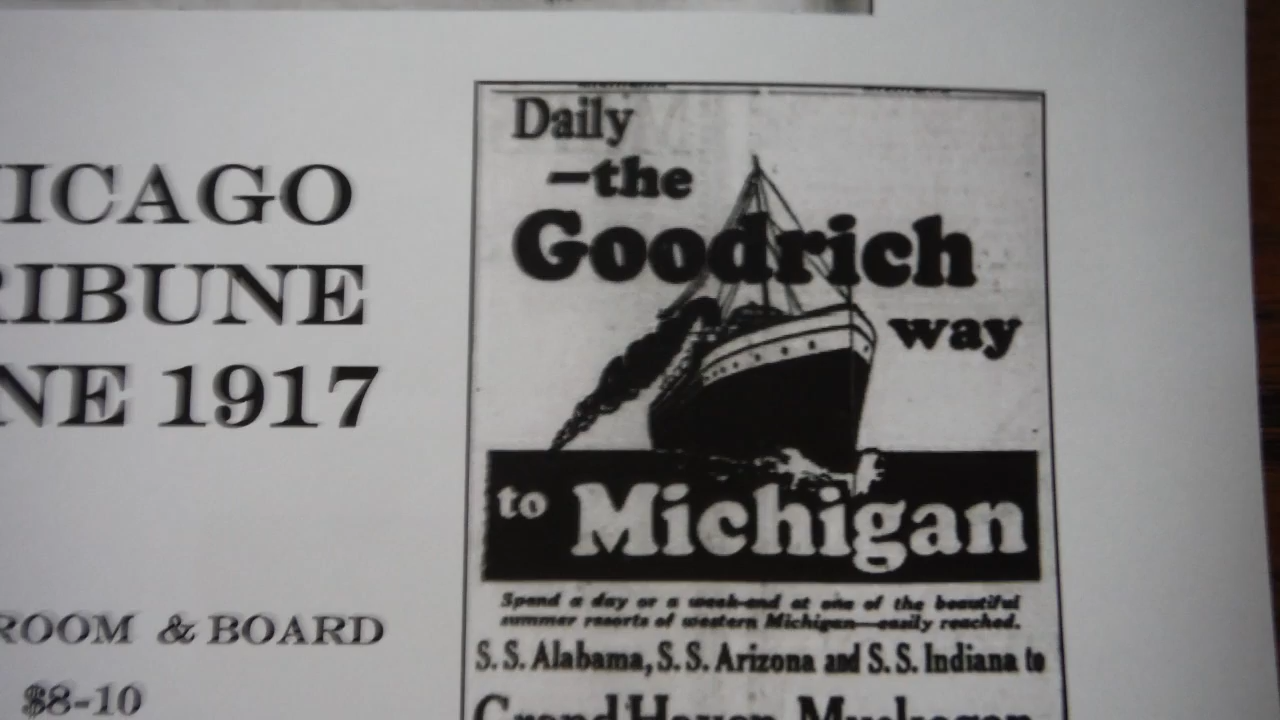 ICAGO
RIBUNE
NE 1917
ROOM & BOARD
$8-10
Daily
—the
Goodrich
way
to Michigan
Spend a day or a week-end at one of the beautiful
summer resorts of western Michigan—easily reached.
S. S. Alabama, S. S. Arizona and S. S. Indiana to
Grand Haven, Muskegon